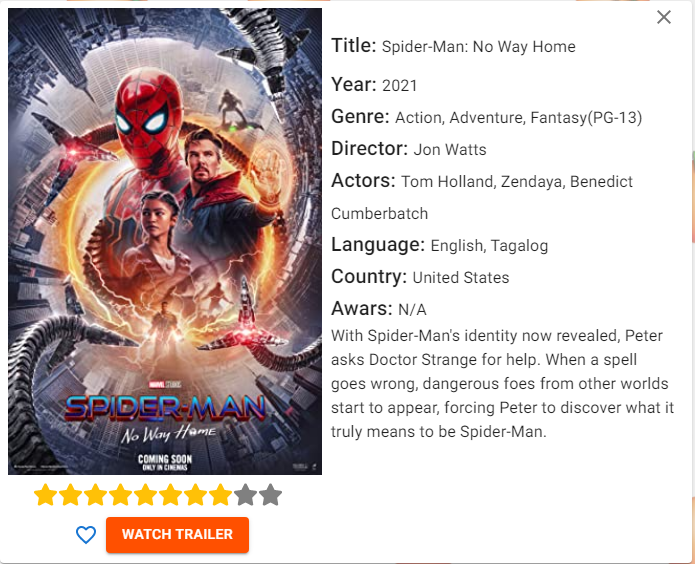 Title: Spider-Man: No Way Home
Year: 2021
Genre: Action, Adventure, Fantasy(PG-13)
Director: Jon Watts
Actors: Tom Holland, Zendaya, Benedict
Cumberbatch
Language: English, Tagalog
Country: United States
Awars: N/A
With Spider-Man's identity now revealed, Peter
asks Doctor Strange for help. When a spell
goes wrong, dangerous foes from other worlds
start to appear, forcing Peter to discover what it
truly means to be Spider-Man.
MARVEL STUDIOS
SPIDER-MAN
No Way Home
COMING SOON
ONLY IN CINEMAS
WATCH TRAILER